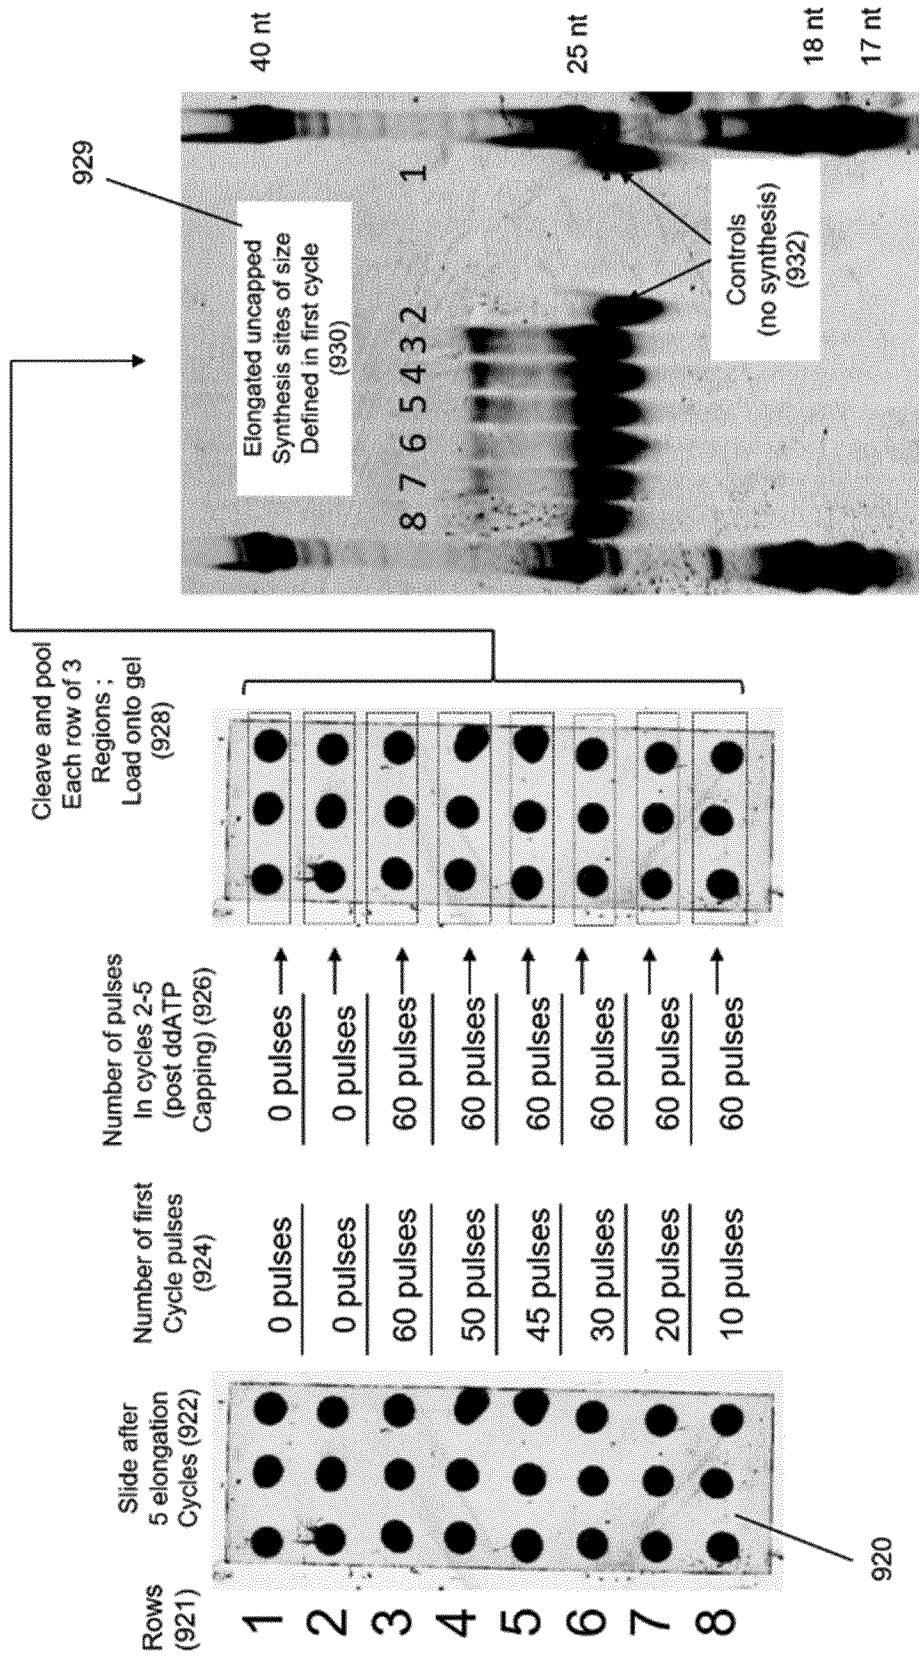 Rows
(921)
1
2
3
4
5
6
7
8
Slide after
5 elongation
Cycles (922)
920
Number of first
Cycle pulses
(924)
0 pulses
0 pulses
60 pulses
50 pulses
45 pulses
30 pulses
20 pulses
10 pulses
Number of pulses
In cycles 2-5
(post ddATP
Capping) (926)
0 pulses
0 pulses
60 pulses
60 pulses
60 pulses
60 pulses
60 pulses
60 pulses
Cleave and pool
Each row of 3
Regions ;
Load onto gel
(928)
929
Elongated uncapped
Synthesis sites of size
Defined in first cycle
(930)
8 7 6 5 4 3 2 1
Controls
(no synthesis)
(932)
40 nt
25 nt
18 nt
17 nt